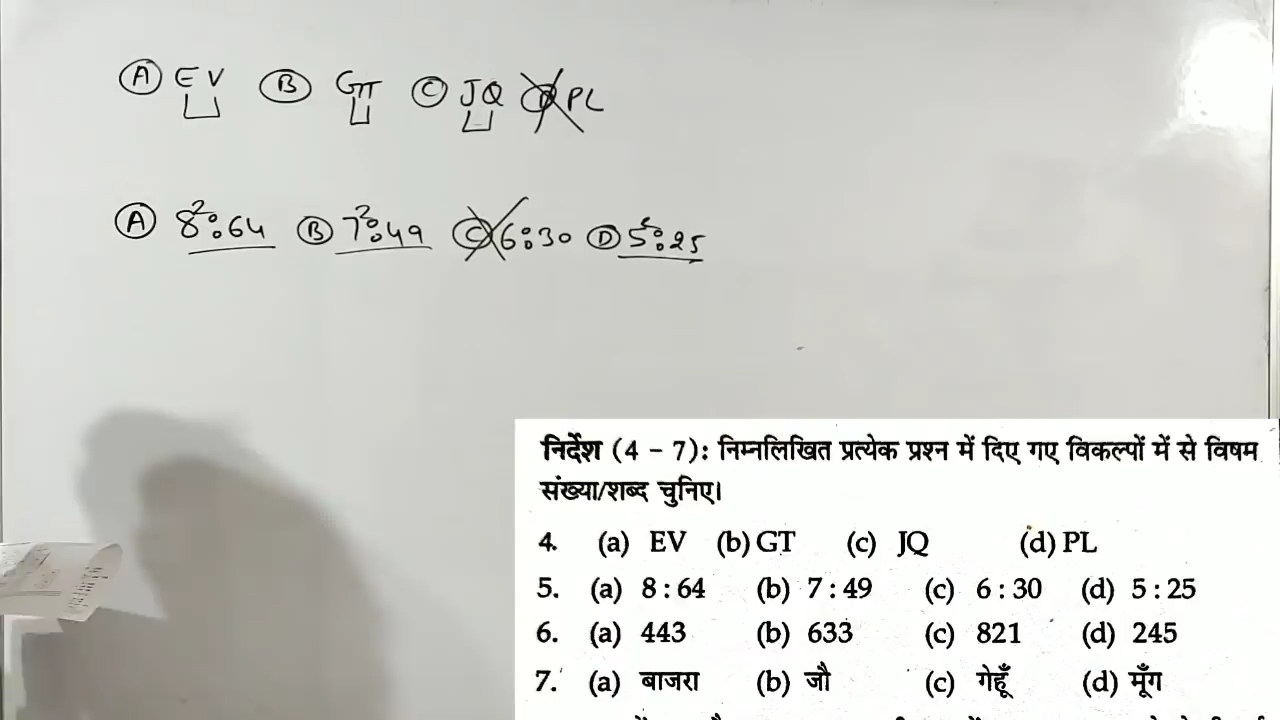 A EV B GT C JQ D PL
A 8²:64 B 7²:49 C 6:30 D 5²:25
निर्देश (4 - 7): निम्नलिखित प्रत्येक प्रश्न में दिए गए विकल्पों में से विषम
संख्या/शब्द चुनिए।
4. (a) EV (b) GT (c) JQ (d) PL
5. (a) 8 : 64 (b) 7 : 49 (c) 6 : 30 (d) 5 : 25
6. (a) 443 (b) 633 (c) 821 (d) 245
7. (a) बाजरा (b) जौ (c) गेहूँ (d) मूँग